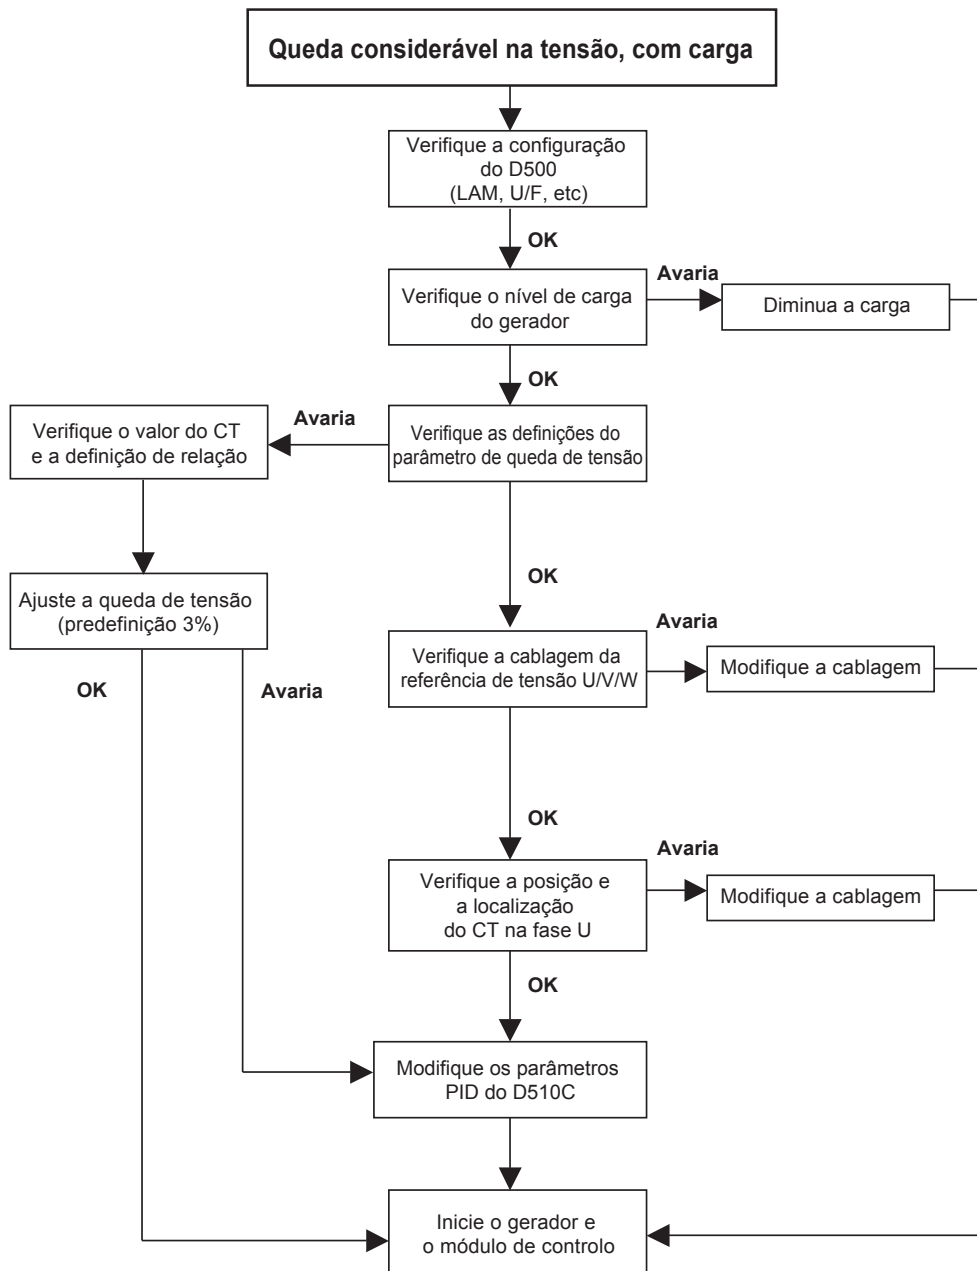 Queda considerável na tensão, com carga
Verifique a configuração
do D500
(LAM, U/F, etc)
OK
Verifique o nível de carga
do gerador
Avaria
Diminua a carga
OK
Verifique as definições do
parâmetro de queda de tensão
Avaria
Verifique o valor do CT
e a definição de relação
Ajuste a queda de tensão
(predefinição 3%)
OK
Avaria
OK
Verifique a cablagem da
referência de tensão U/V/W
Avaria
Modifique a cablagem
OK
Verifique a posição e
a localização
do CT na fase U
Avaria
Modifique a cablagem
OK
Modifique os parâmetros
PID do D510C
Inicie o gerador e
o módulo de controlo